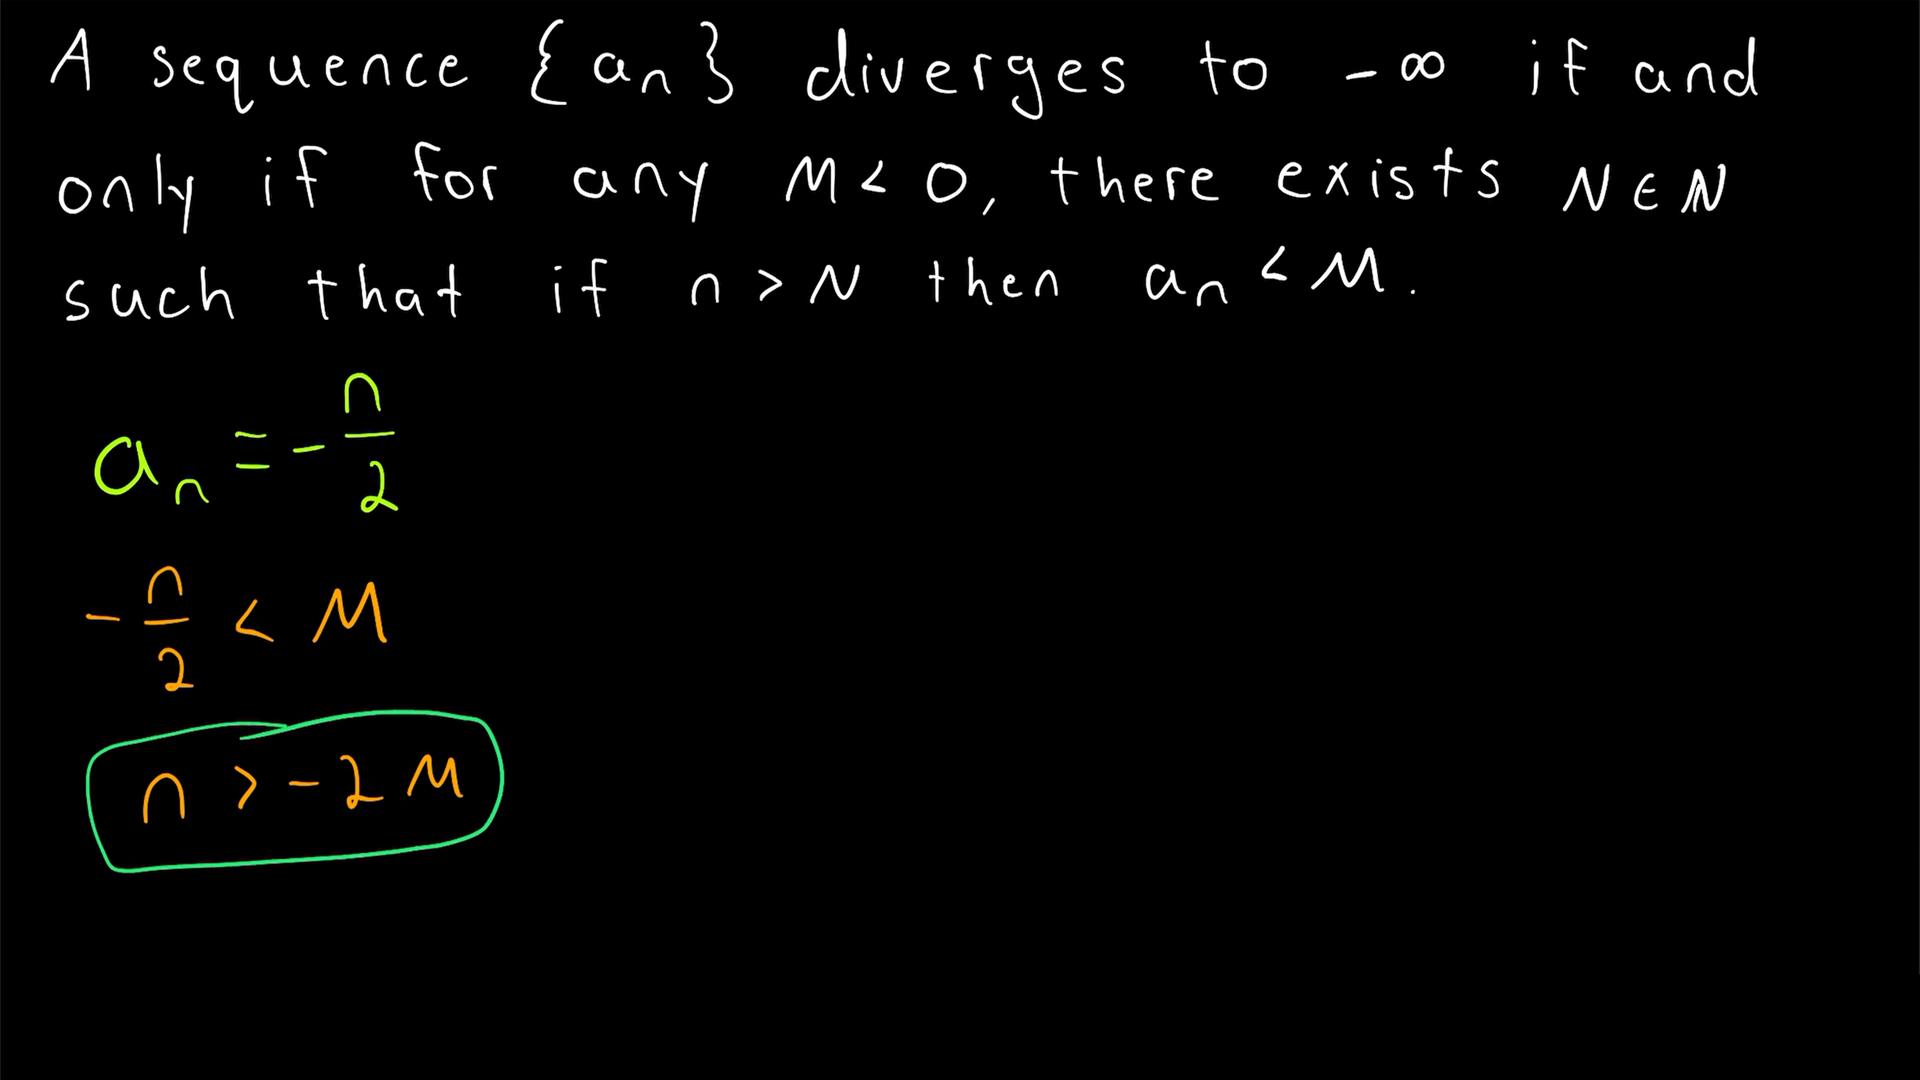 A sequence {aₙ} diverges to -∞ if and
only if for any M < 0, there exists N ∈ ℕ
such that if n > N then aₙ < M.
aₙ = - n/2
- n/2 < M
n > -2M